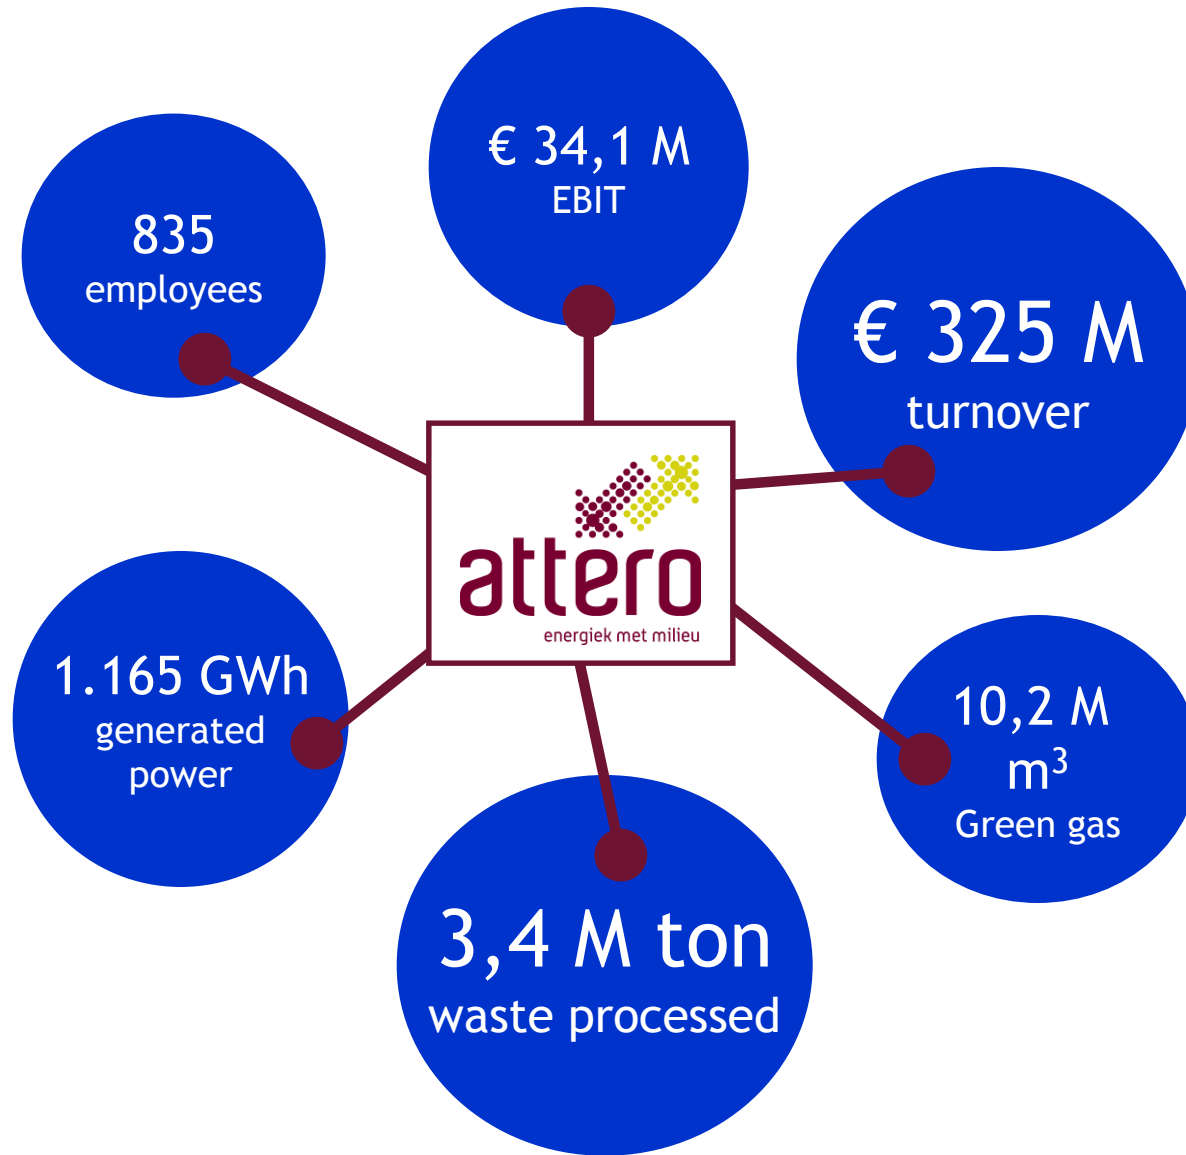 € 34,1 M
EBIT
835
employees
€ 325 M
turnover
attero
energiek met milieu
1.165 GWh
generated
power
10,2 M
m³
Green gas
3,4 M ton
waste processed